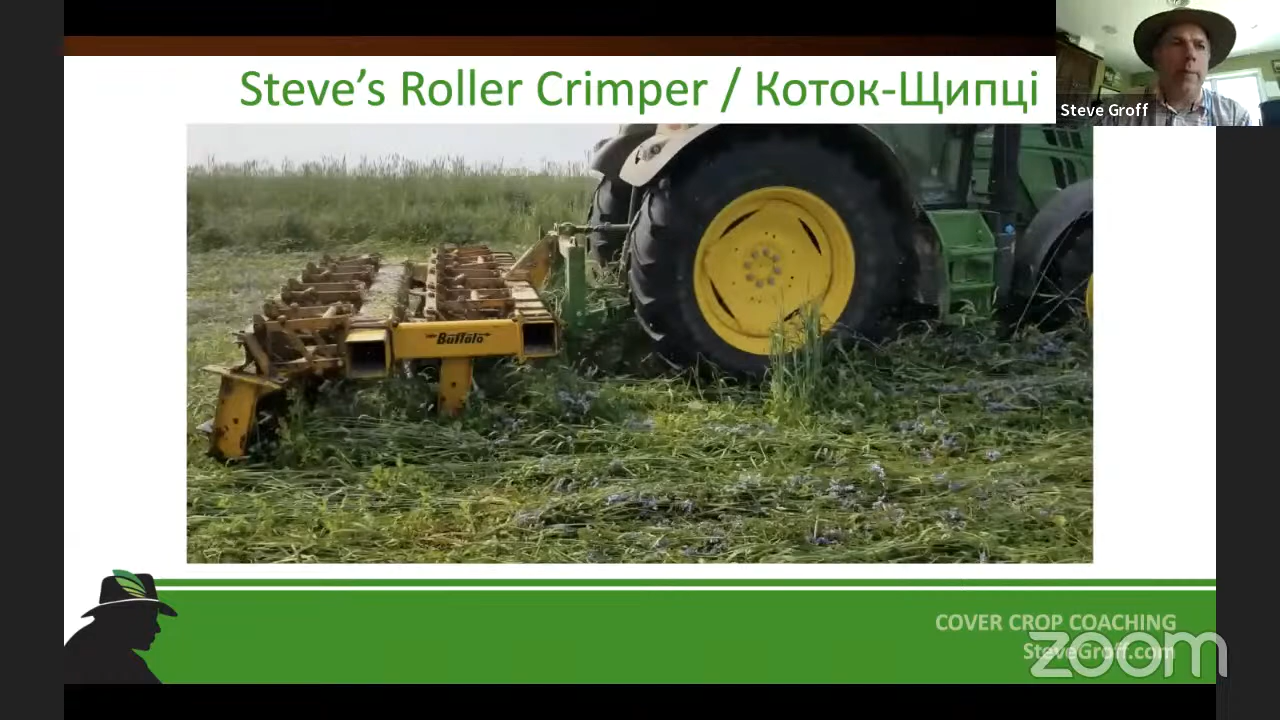 Steve's Roller Crimper / Коток-Щипці
Steve Groff
Buffalo
COVER CROP COACHING
SteveGroff.com
zoom